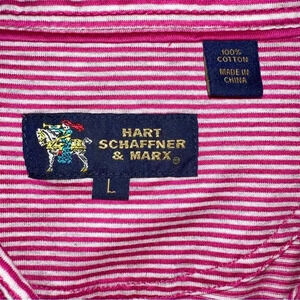 100%
COTTON
MADE IN
CHINA
HART
SCHAFFNER
& MARX®
L